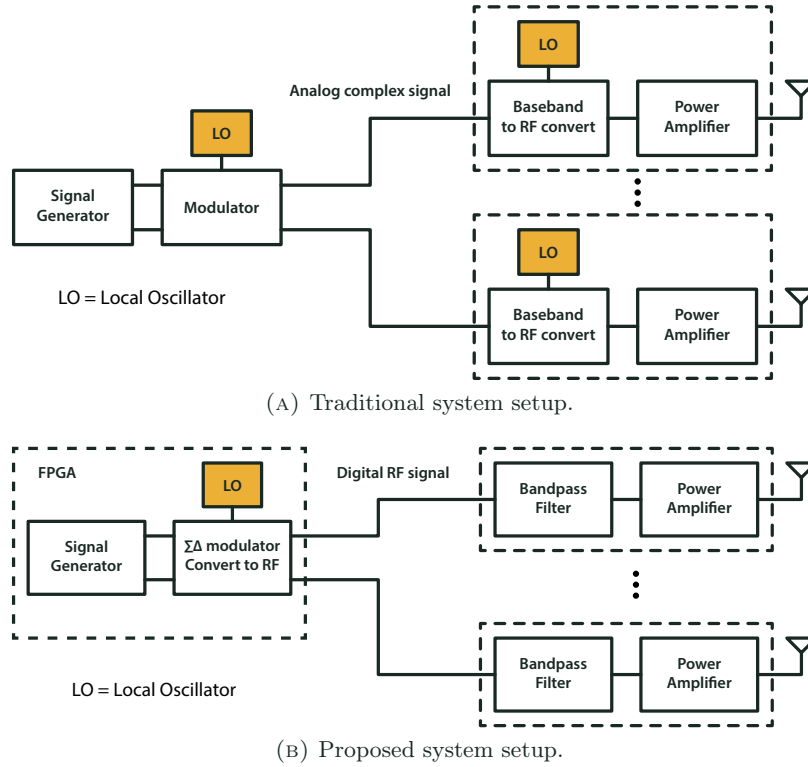 LO
Analog complex signal
Baseband
to RF convert
Power
Amplifier
LO
Signal
Generator
Modulator
LO
Baseband
to RF convert
Power
Amplifier
LO = Local Oscillator
(A) Traditional system setup.
FPGA
LO
Digital RF signal
Bandpass
Filter
Power
Amplifier
Signal
Generator
∑Δ modulator
Convert to RF
Bandpass
Filter
Power
Amplifier
LO = Local Oscillator
(B) Proposed system setup.